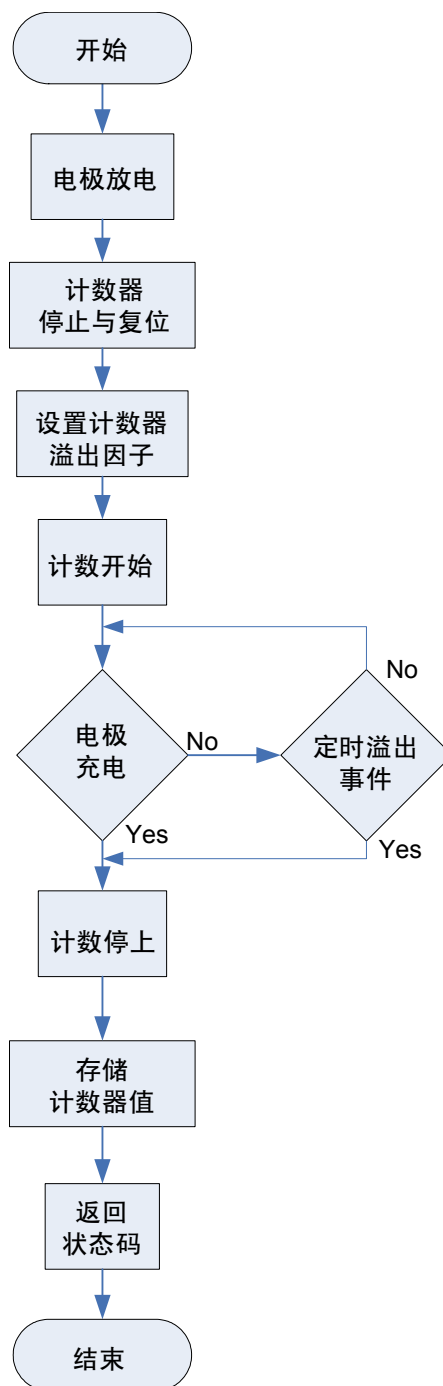 开始
电极放电
计数器
停止与复位
设置计数器
溢出因子
计数开始
No
电极
充电
No
定时溢出
事件
Yes
Yes
计数停上
存储
计数器值
返回
状态码
结束